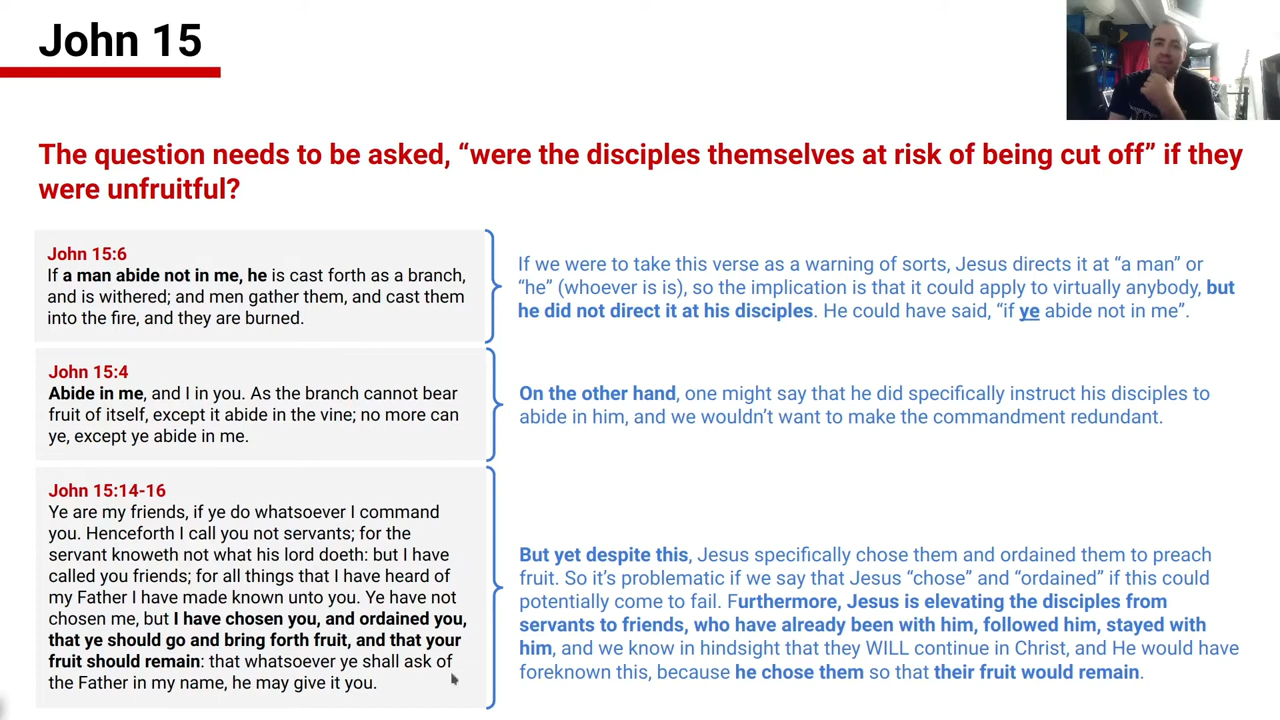 John 15
The question needs to be asked, “were the disciples themselves at risk of being cut off” if they
were unfruitful?
John 15:6
If a man abide not in me, he is cast forth as a branch,
and is withered; and men gather them, and cast them
into the fire, and they are burned.
If we were to take this verse as a warning of sorts, Jesus directs it at “a man” or
“he” (whoever is is), so the implication is that it could apply to virtually anybody, but
he did not direct it at his disciples. He could have said, “if ye abide not in me”.
John 15:4
Abide in me, and I in you. As the branch cannot bear
fruit of itself, except it abide in the vine; no more can
ye, except ye abide in me.
On the other hand, one might say that he did specifically instruct his disciples to
abide in him, and we wouldn’t want to make the commandment redundant.
John 15:14-16
Ye are my friends, if ye do whatsoever I command
you. Henceforth I call you not servants; for the
servant knoweth not what his lord doeth: but I have
called you friends; for all things that I have heard of
my Father I have made known unto you. Ye have not
chosen me, but I have chosen you, and ordained you,
that ye should go and bring forth fruit, and that your
fruit should remain: that whatsoever ye shall ask of
the Father in my name, he may give it you.
But yet despite this, Jesus specifically chose them and ordained them to preach
fruit. So it’s problematic if we say that Jesus “chose” and “ordained” if this could
potentially come to fail. Furthermore, Jesus is elevating the disciples from
servants to friends, who have already been with him, followed him, stayed with
him, and we know in hindsight that they WILL continue in Christ, and He would have
foreknown this, because he chose them so that their fruit would remain.